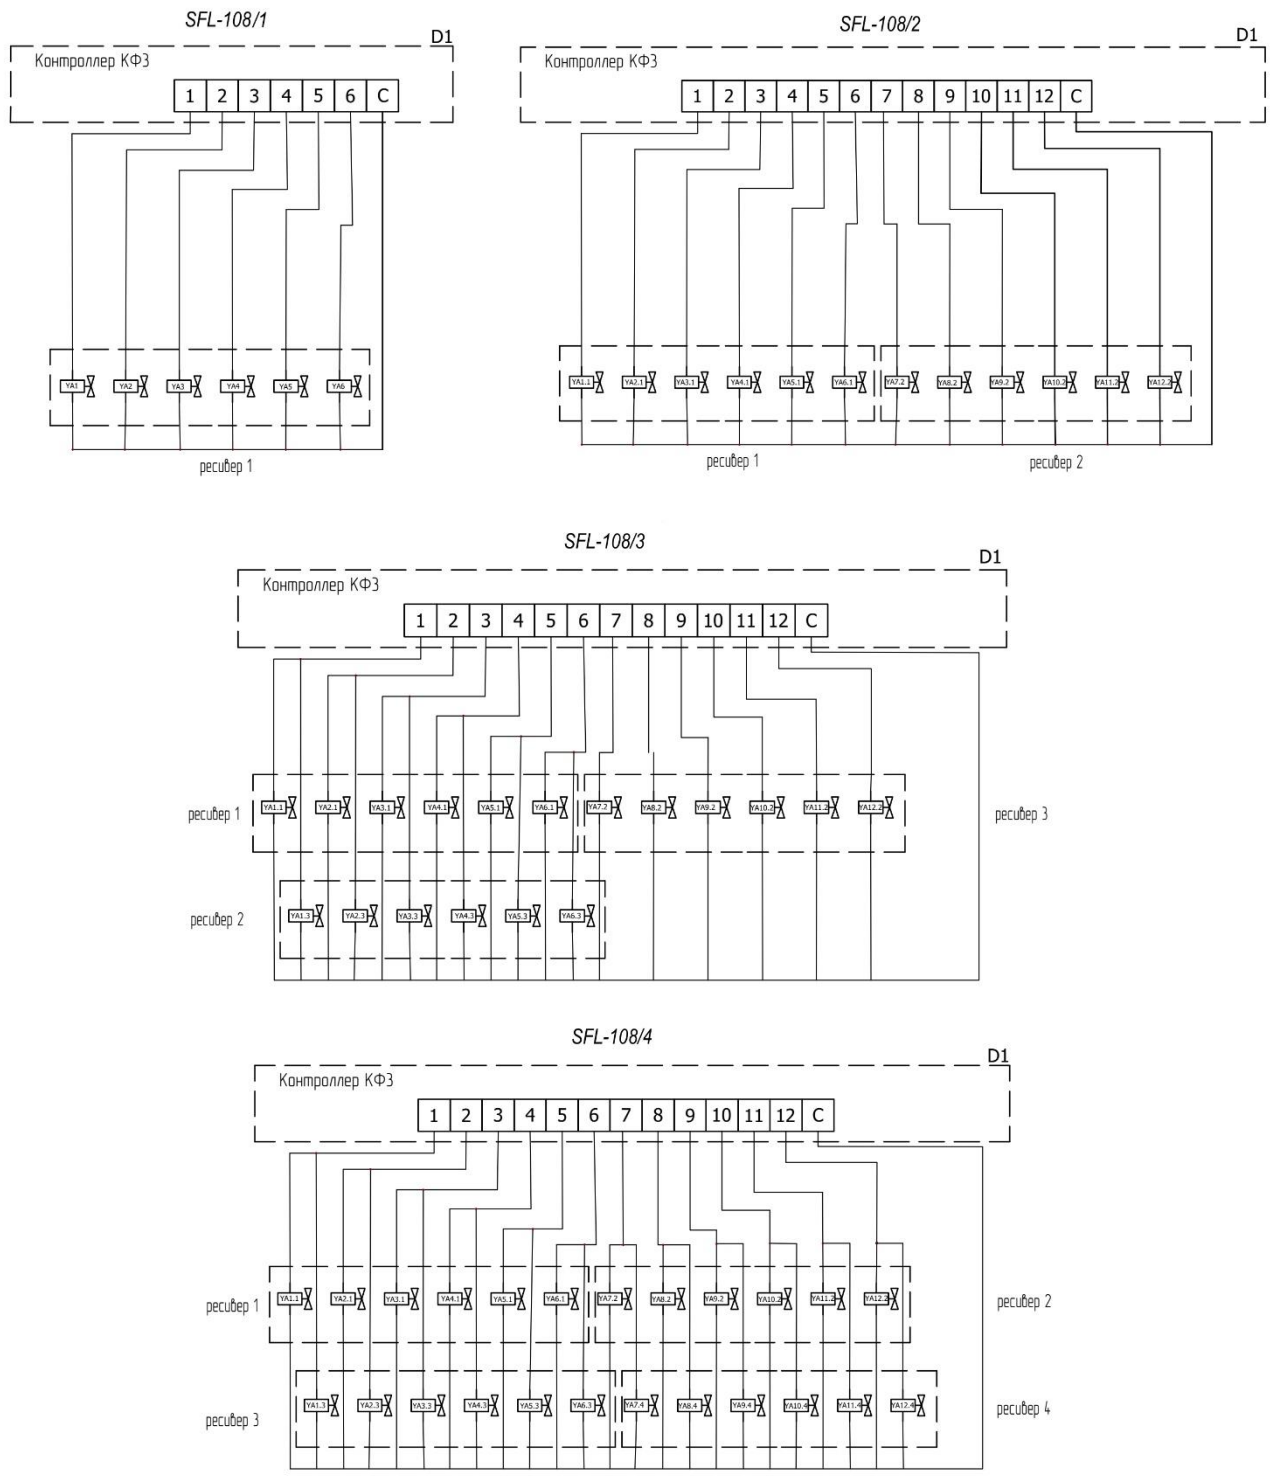 SFL-108/1
D1
Контроллер КФЗ
1 2 3 4 5 6 C
YA1 YA2 YA3 YA4 YA5 YA6
ресивер 1
SFL-108/2
D1
Контроллер КФЗ
1 2 3 4 5 6 7 8 9 10 11 12 C
YA1.1 YA2.1 YA3.1 YA4.1 YA5.1 YA6.1 YA7.2 YA8.2 YA9.2 YA10.2 YA11.2 YA12.2
ресивер 1 ресивер 2
SFL-108/3
D1
Контроллер КФЗ
1 2 3 4 5 6 7 8 9 10 11 12 C
ресивер 1 YA1.1 YA2.1 YA3.1 YA4.1 YA5.1 YA6.1 YA7.2 YA8.2 YA9.2 YA10.2 YA11.2 YA12.2 ресивер 3
ресивер 2 YA1.3 YA2.3 YA3.3 YA4.3 YA5.3 YA6.3
SFL-108/4
D1
Контроллер КФЗ
1 2 3 4 5 6 7 8 9 10 11 12 C
ресивер 1 YA1.1 YA2.1 YA3.1 YA4.1 YA5.1 YA6.1 YA7.2 YA8.2 YA9.2 YA10.2 YA11.2 YA12.2 ресивер 2
ресивер 3 YA1.3 YA2.3 YA3.3 YA4.3 YA5.3 YA6.3 YA7.4 YA8.4 YA9.4 YA10.4 YA11.4 YA12.4 ресивер 4